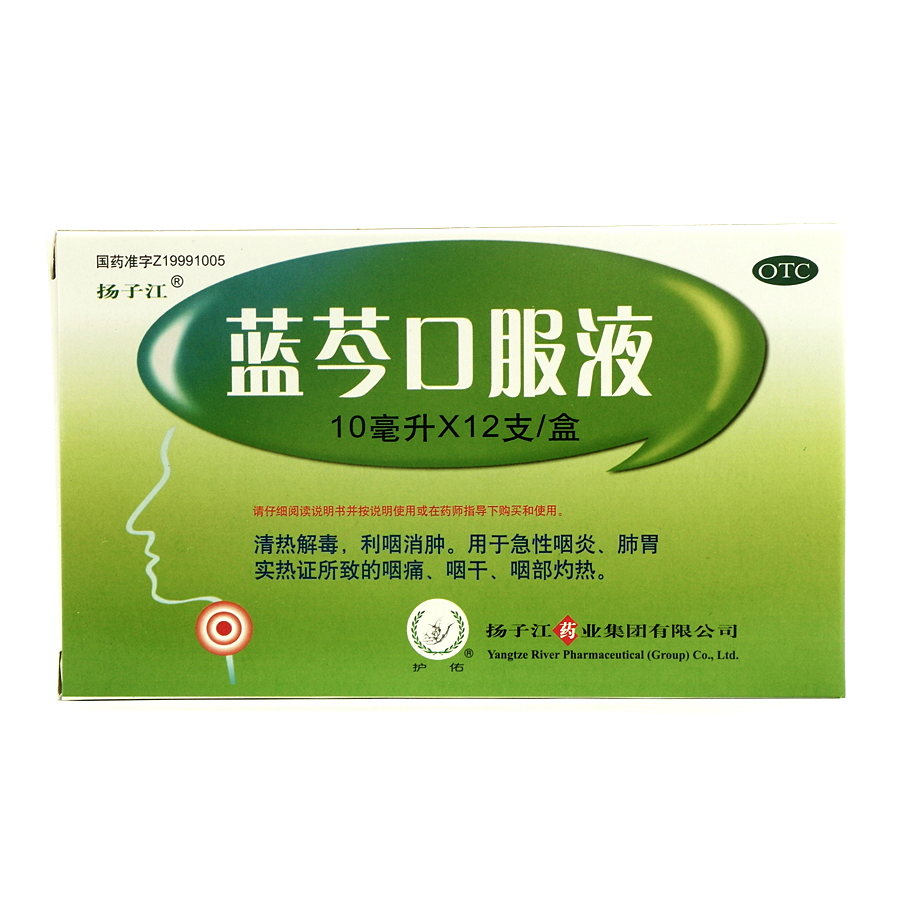 国药准字Z19991005
扬子江®
OTC
蓝芩口服液
10毫升X12支/盒
请仔细阅读说明书并按说明使用或在药师指导下购买和使用。
清热解毒，利咽消肿。用于急性咽炎、肺胃
实热证所致的咽痛、咽干、咽部灼热。
护佑®
扬子江药业集团有限公司
Yangtze River Pharmaceutical (Group) Co., Ltd.